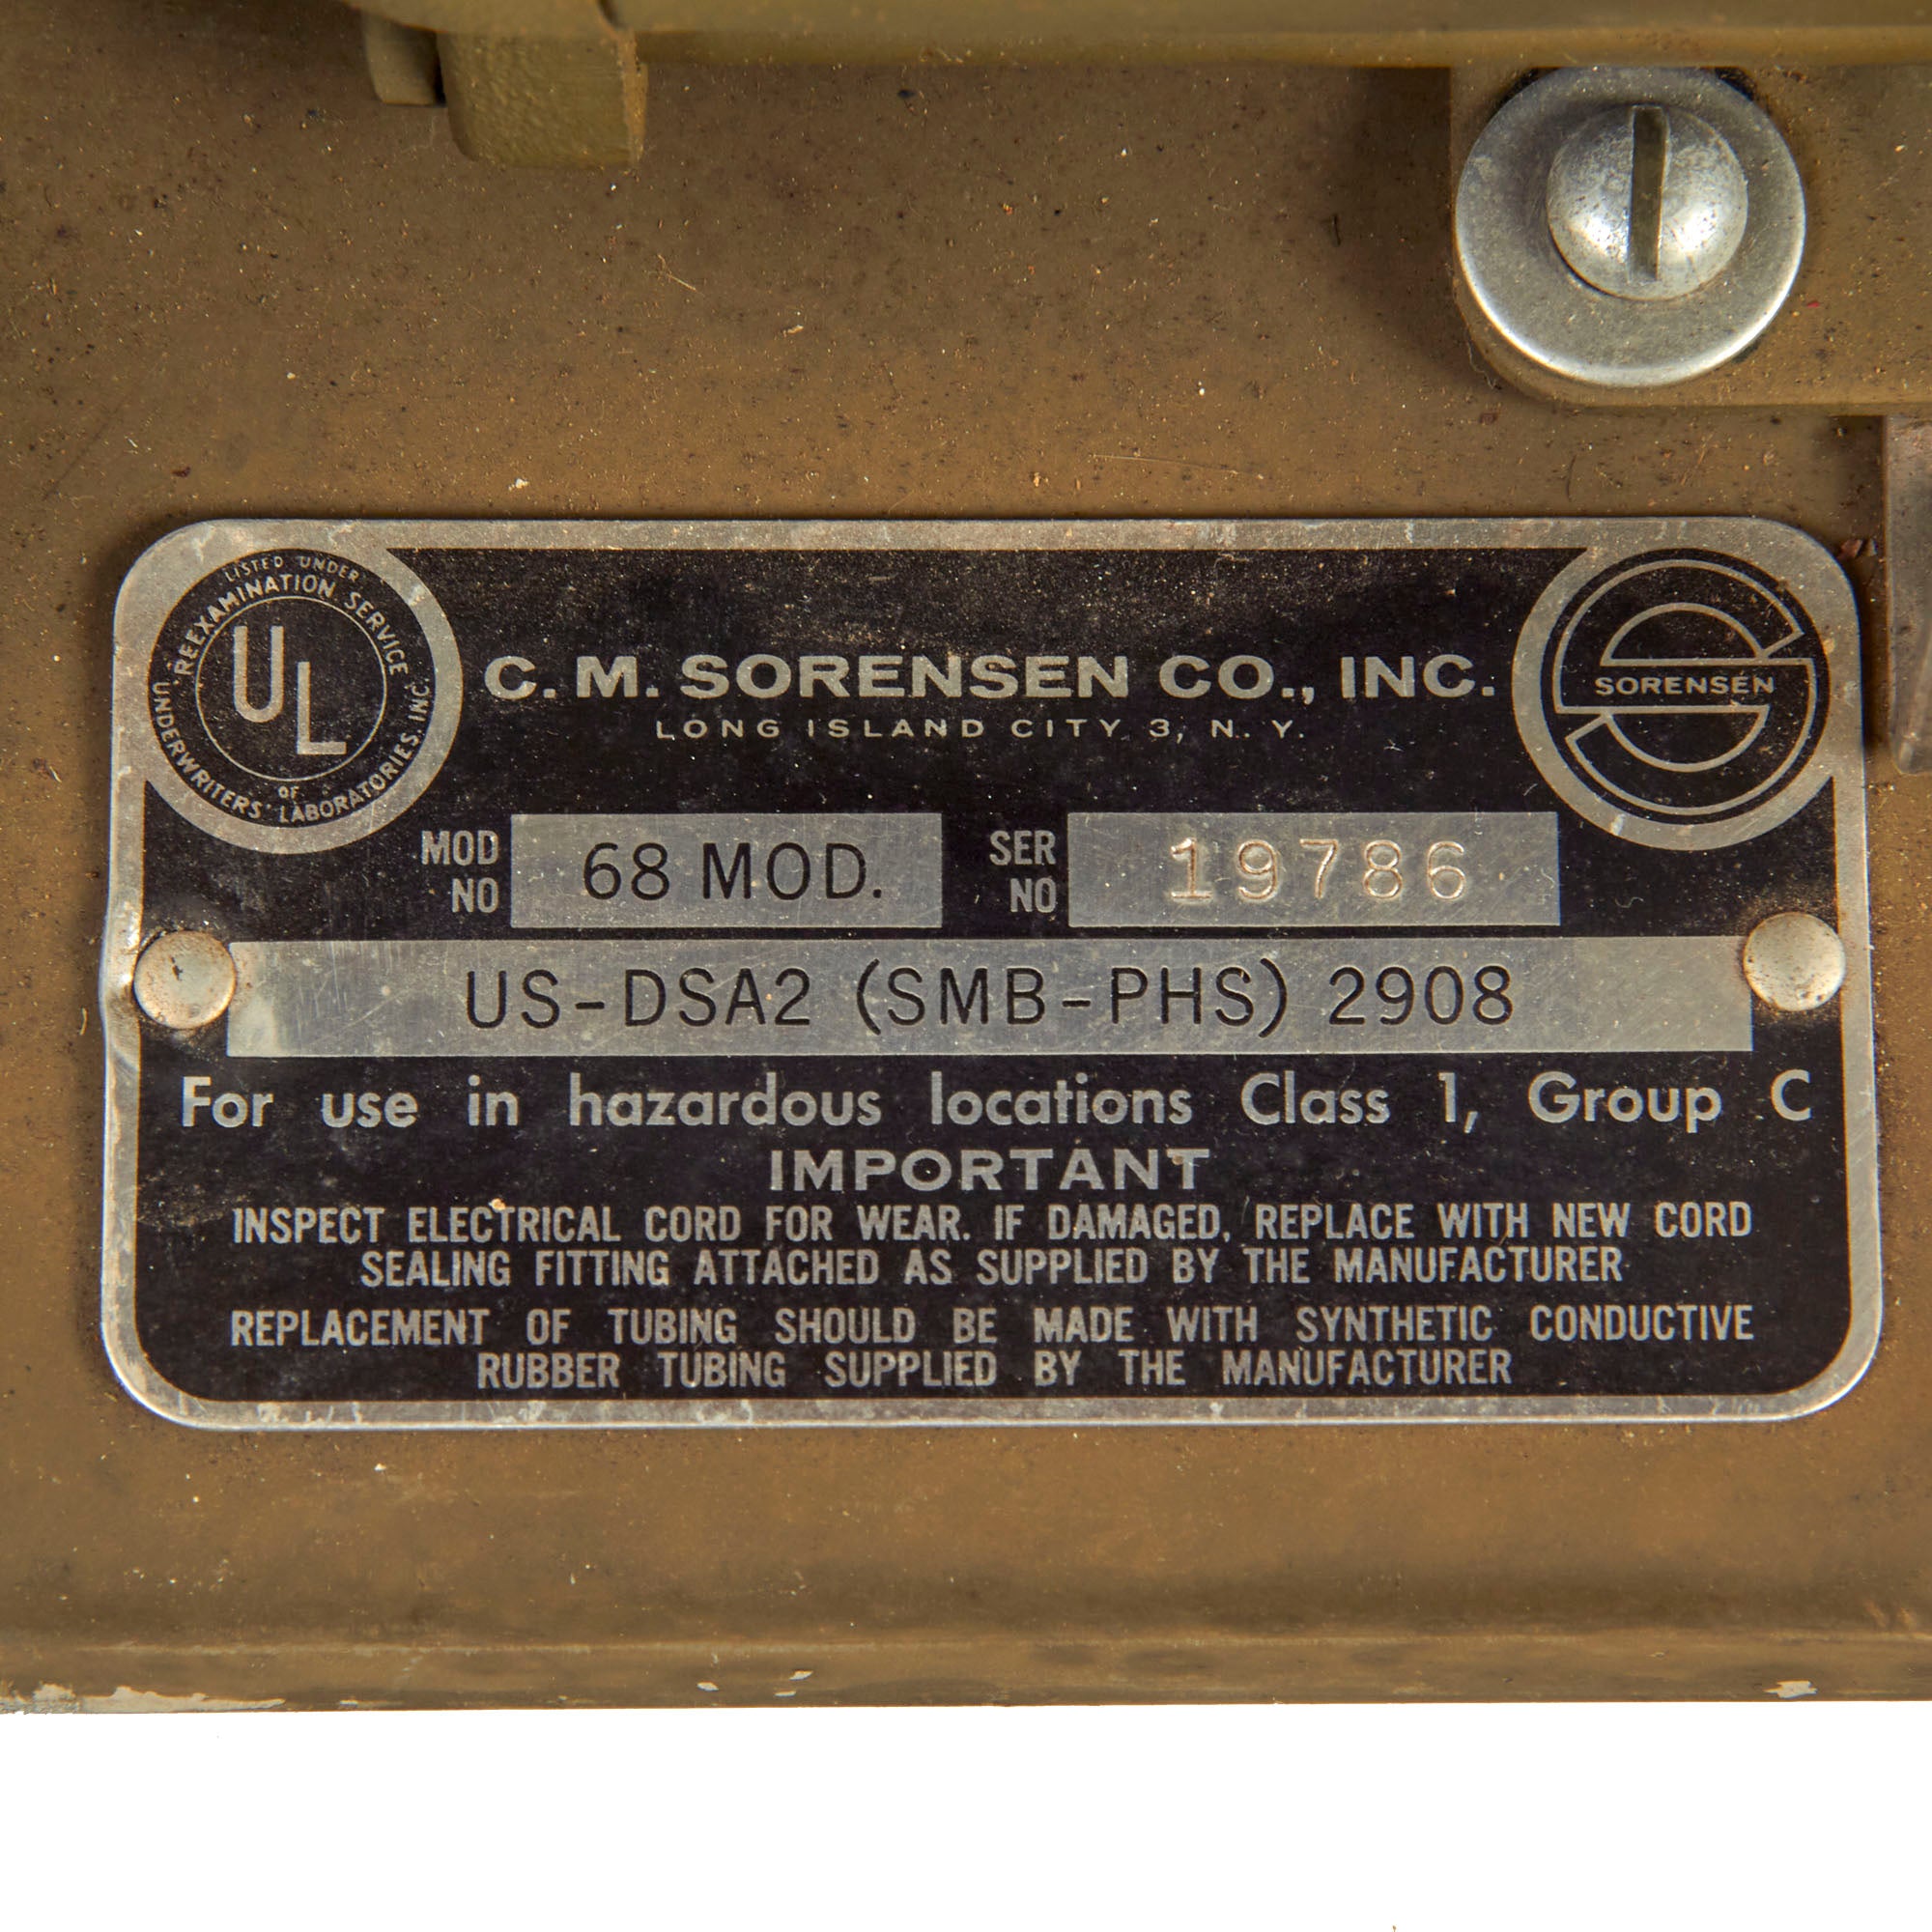 LISTED UNDER
REEXAMINATION SERVICE
UL
OF
UNDERWRITERS' LABORATORIES, INC.
C. M. SORENSEN CO., INC.
LONG ISLAND CITY 3, N. Y.
SORENSEN
MOD NO 68 MOD. SER NO 19786
US-DSA2 (SMB-PHS) 2908
For use in hazardous locations Class 1, Group C
IMPORTANT
INSPECT ELECTRICAL CORD FOR WEAR. IF DAMAGED, REPLACE WITH NEW CORD
SEALING FITTING ATTACHED AS SUPPLIED BY THE MANUFACTURER
REPLACEMENT OF TUBING SHOULD BE MADE WITH SYNTHETIC CONDUCTIVE
RUBBER TUBING SUPPLIED BY THE MANUFACTURER